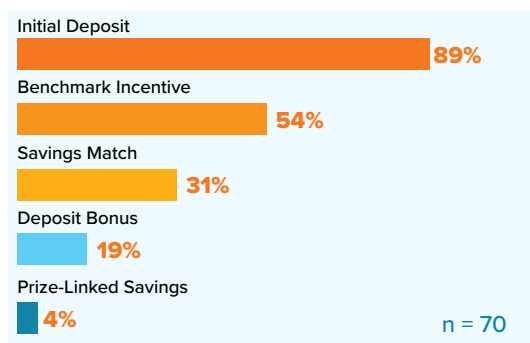 Initial Deposit
89%
Benchmark Incentive
54%
Savings Match
31%
Deposit Bonus
19%
Prize-Linked Savings
4%
n = 70